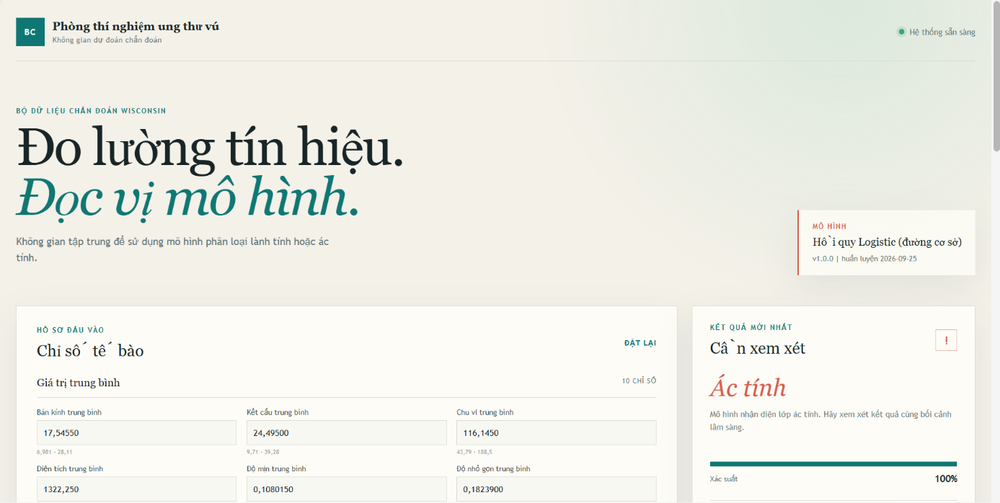 BC
Phòng thí nghiệm ung thư vú
Không gian dự đoán chẩn đoán
Hệ thống sẵn sàng
BỘ DỮ LIỆU CHẨN ĐOÁN WISCONSIN
Đo lường tín hiệu.
Đọc vị mô hình.
Không gian tập trung để sử dụng mô hình phân loại lành tính hoặc ác
tính.
MÔ HÌNH
Hồi quy Logistic (đường cơ sở)
v1.0.0 | huấn luyện 2026-09-25
HỒ SƠ ĐẦU VÀO
Chỉ số tế bào
ĐẶT LẠI
Giá trị trung bình
10 CHỈ SỐ
Bán kính trung bình
Kết cấu trung bình
Chu vi trung bình
17,54550
24,49500
116,1450
6,981 - 28,11
9,71 - 39,28
43,79 - 188,5
Diện tích trung bình
Độ mịn trung bình
Độ nhỏ gọn trung bình
1322,250
0,1080150
0,1823900
KẾT QUẢ MỚI NHẤT
Cần xem xét
!
Ác tính
Mô hình nhận diện lớp ác tính. Hãy xem xét kết quả cùng bối cảnh
lâm sàng.
Xác suất
100%